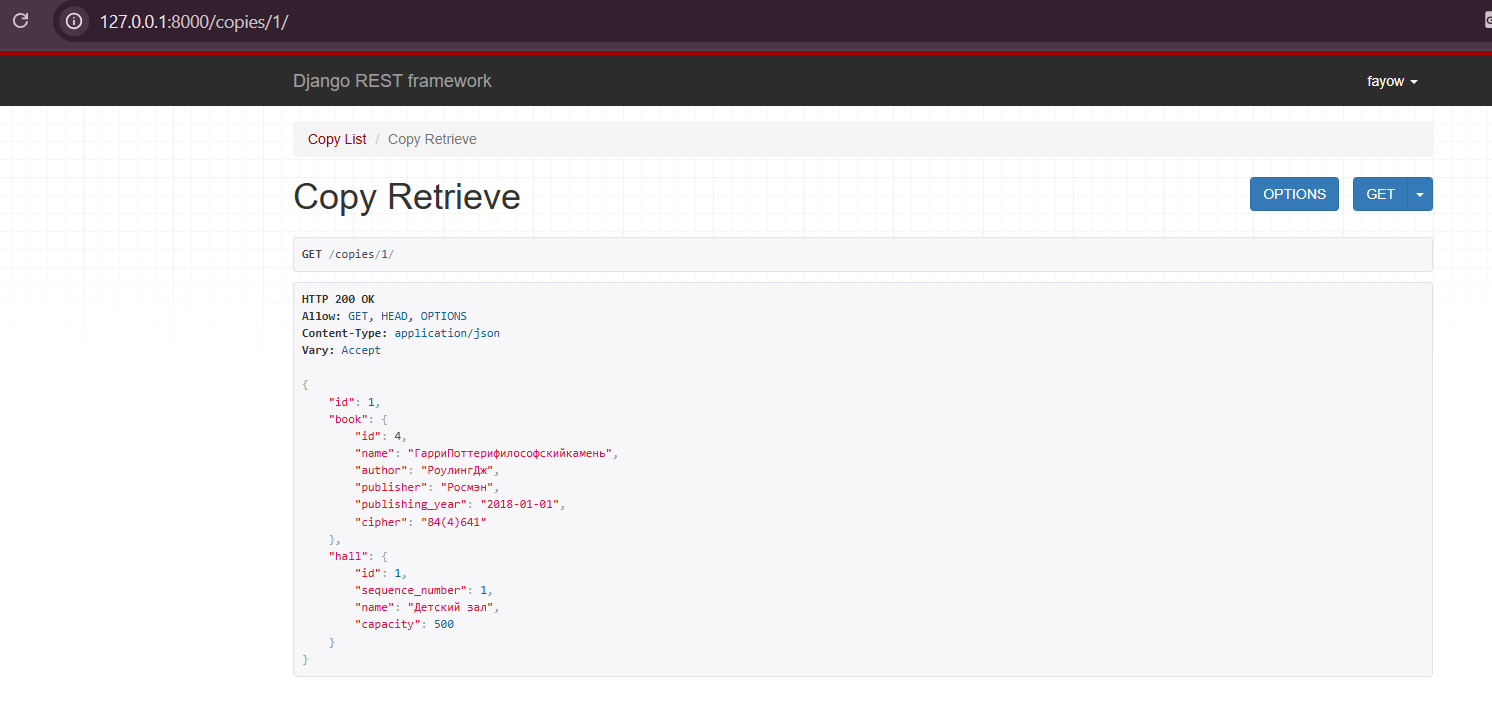 127.0.0.1:8000/copies/1/
Django REST framework
fayow
Copy List / Copy Retrieve
Copy Retrieve
OPTIONS
GET
GET /copies/1/
HTTP 200 OK
Allow: GET, HEAD, OPTIONS
Content-Type: application/json
Vary: Accept
{
    "id": 1,
    "book": {
        "id": 4,
        "name": "ГарриПоттерифилософскийкамень",
        "author": "РоулингДж",
        "publisher": "Росмэн",
        "publishing_year": "2018-01-01",
        "cipher": "84(4)641"
    },
    "hall": {
        "id": 1,
        "sequence_number": 1,
        "name": "Детский зал",
        "capacity": 500
    }
}